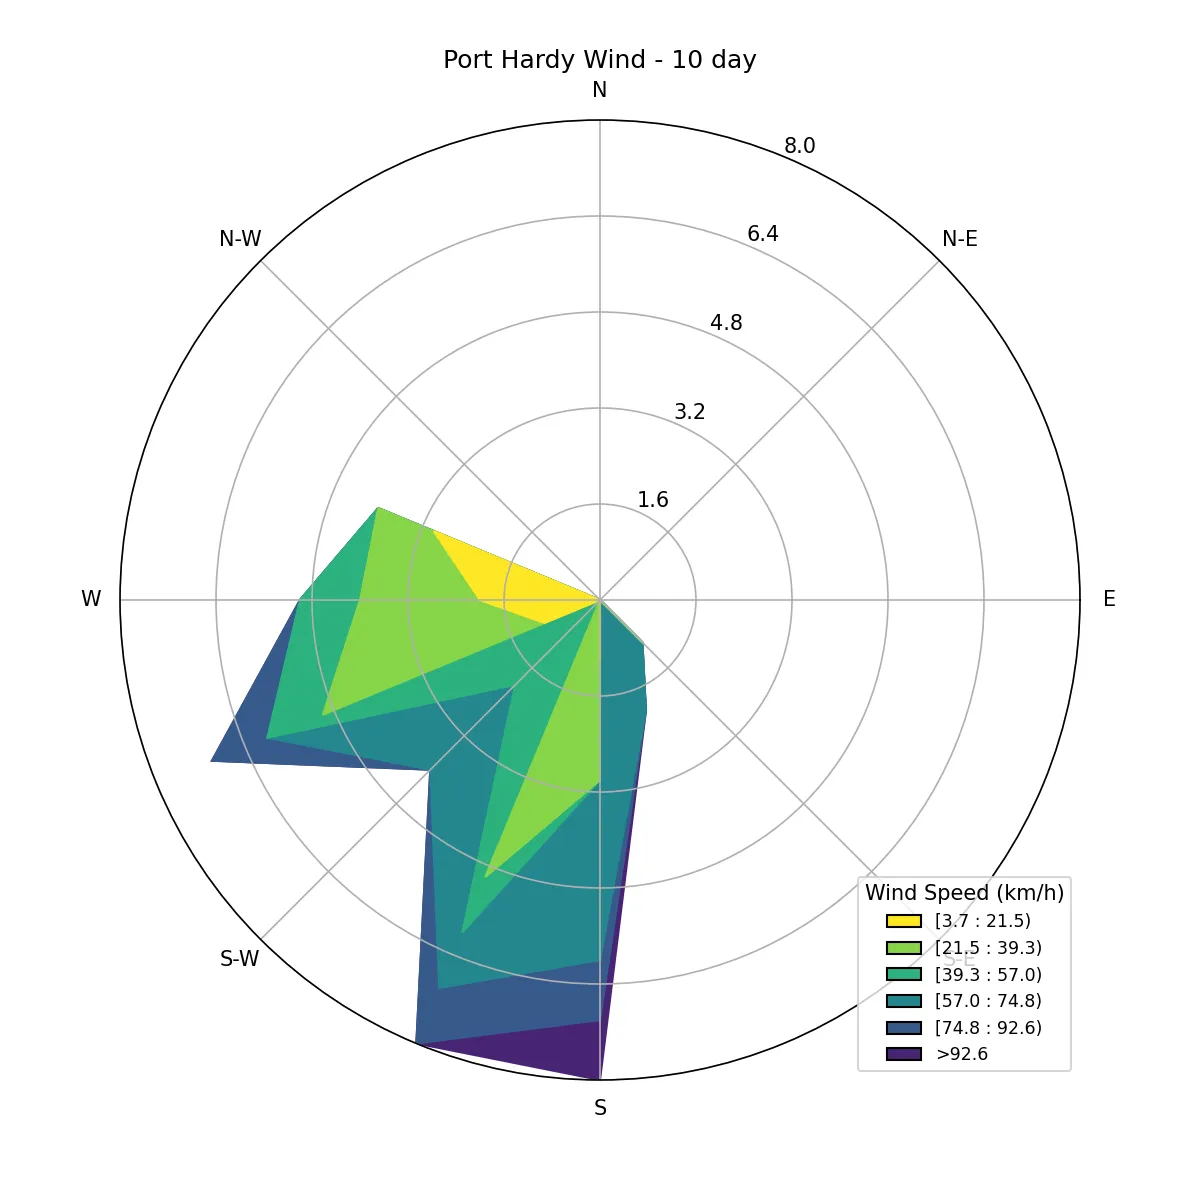 Port Hardy Wind - 10 day
N
8.0
N-W
N-E
6.4
4.8
3.2
1.6
W
E
S-W
S-E
S
Wind Speed (km/h)
[3.7 : 21.5)
[21.5 : 39.3)
[39.3 : 57.0)
[57.0 : 74.8)
[74.8 : 92.6)
>92.6